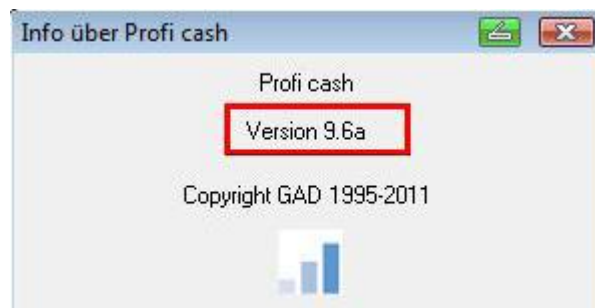 Info über Profi cash
Profi cash
Version 9.6a
Copyright GAD 1995-2011